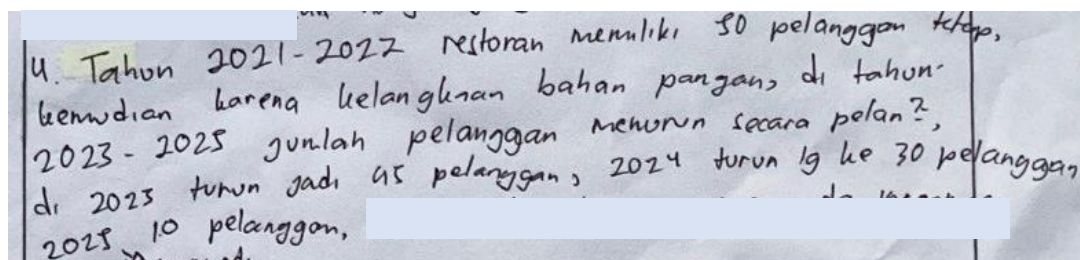 4. Tahun 2021-2022 restoran memiliki 50 pelanggan tetap,
kemudian karena kelangkaan bahan pangan, di tahun
2023 - 2025 jumlah pelanggan menurun secara pelan2,
di 2023 turun jadi 45 pelanggan, 2024 turun lg ke 30 pelanggan,
2025 10 pelanggan,